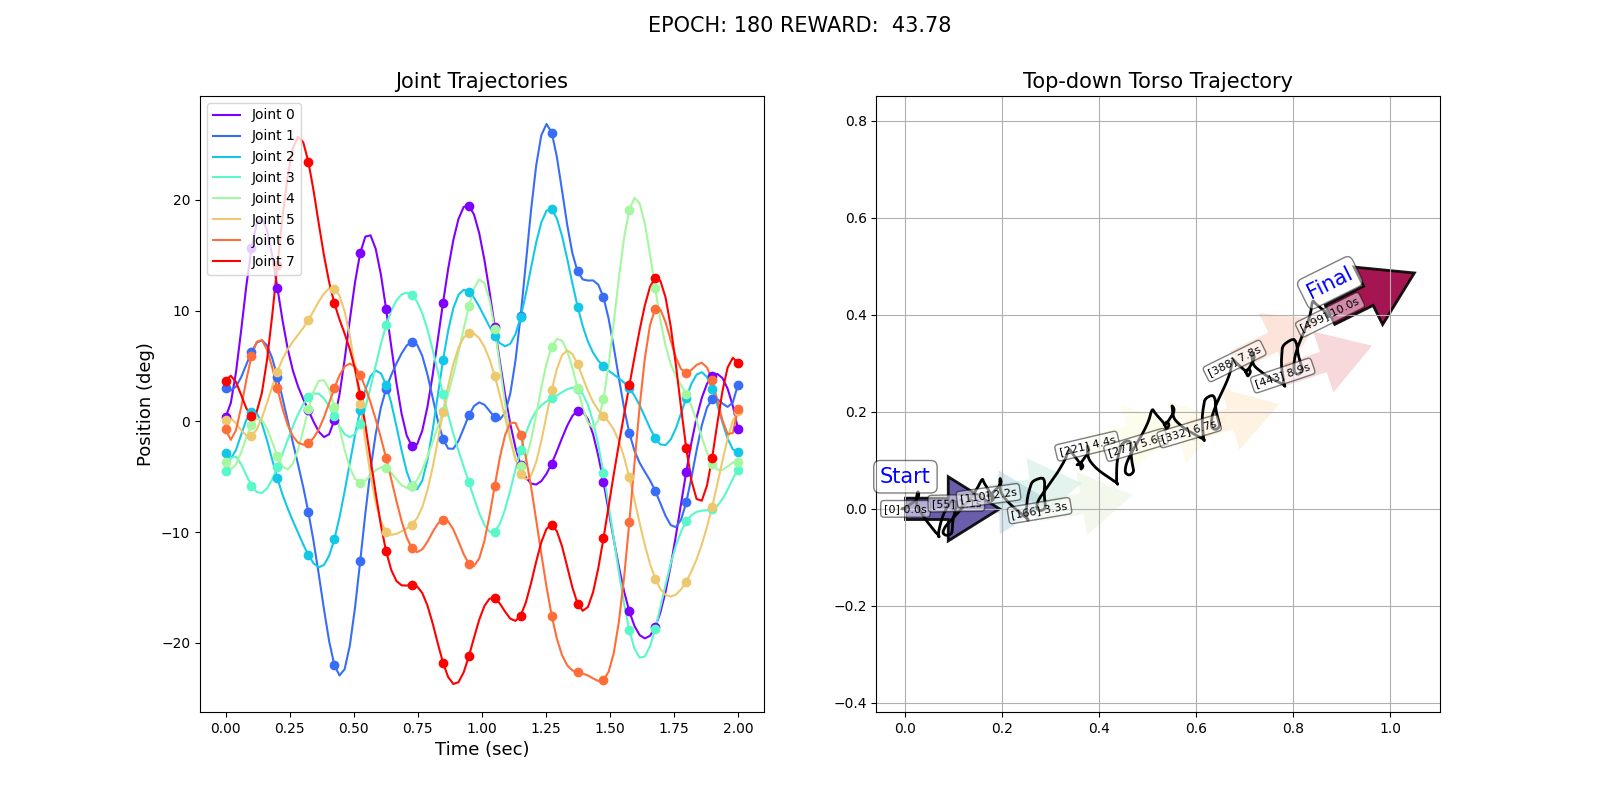 EPOCH: 180 REWARD:  43.78
Joint Trajectories
Joint 0
Joint 1
Joint 2
Joint 3
Joint 4
Joint 5
Joint 6
Joint 7
20
10
0
−10
−20
Position (deg)
0.00 0.25 0.50 0.75 1.00 1.25 1.50 1.75 2.00
Time (sec)
Top-down Torso Trajectory
0.8
0.6
0.4
0.2
0.0
−0.2
−0.4
Start
Final
[0] 0.0s
[55]
[110] 2.2s
[166] 3.3s
[221] 4.4s
[277] 5.6
[332] 6.7s
[388] 7.8s
[443] 8.9s
[499] 10.0s
0.0 0.2 0.4 0.6 0.8 1.0